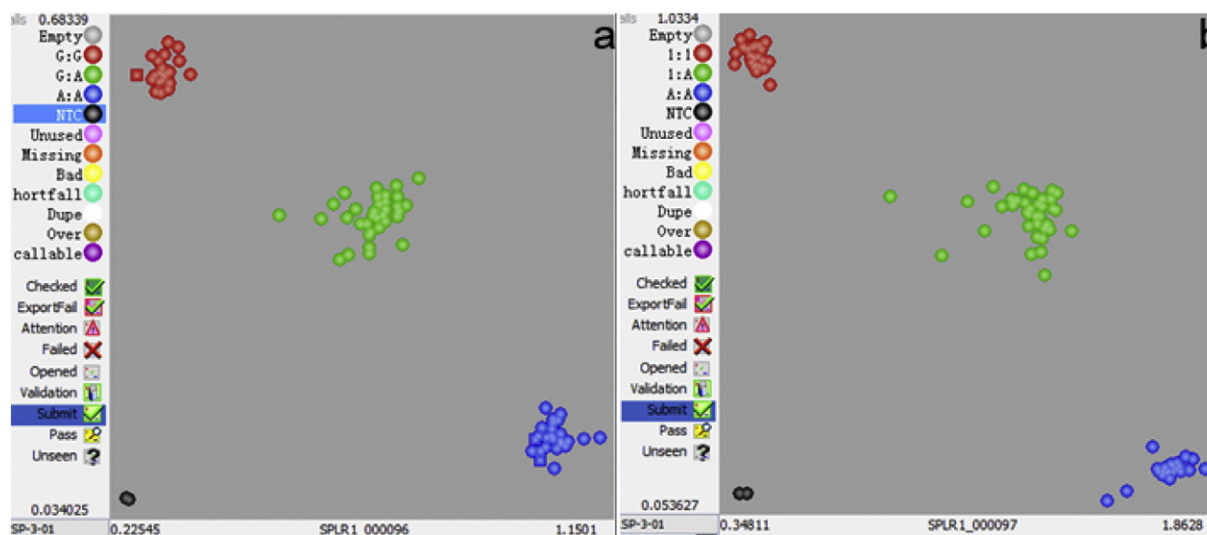 alls 0.68339
Empty
G:G
G:A
A:A
NTC
Unused
Missing
Bad
hortfall
Dupe
Over
callable
Checked
ExportFail
Attention
Failed
Opened
Validation
Submit
Pass
Unseen
0.034025
SP-3-01 0.22545 SPLR1_000096 1.1501
a
alls 1.0334
Empty
1:1
1:A
A:A
NTC
Unused
Missing
Bad
hortfall
Dupe
Over
callable
Checked
ExportFail
Attention
Failed
Opened
Validation
Submit
Pass
Unseen
0.053627
SP-3-01 0.34811 SPLR1_000097 1.8628
b